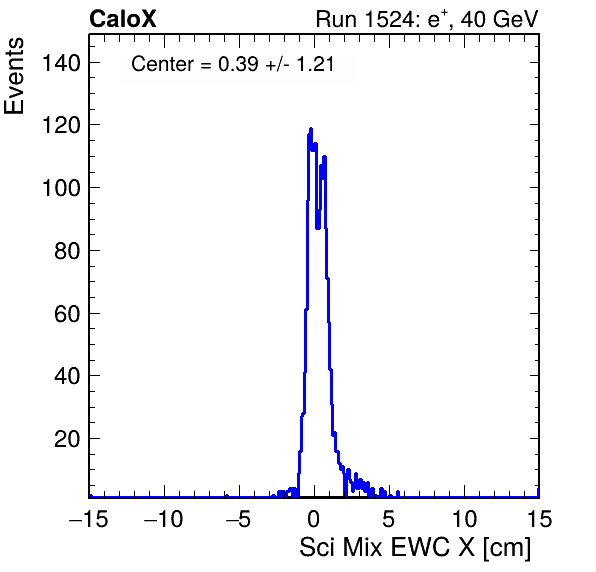 CaloX Run 1524: e⁺, 40 GeV
Events
Center = 0.39 +/- 1.21
140
120
100
80
60
40
20
−15 −10 −5 0 5 10 15
Sci Mix EWC X [cm]